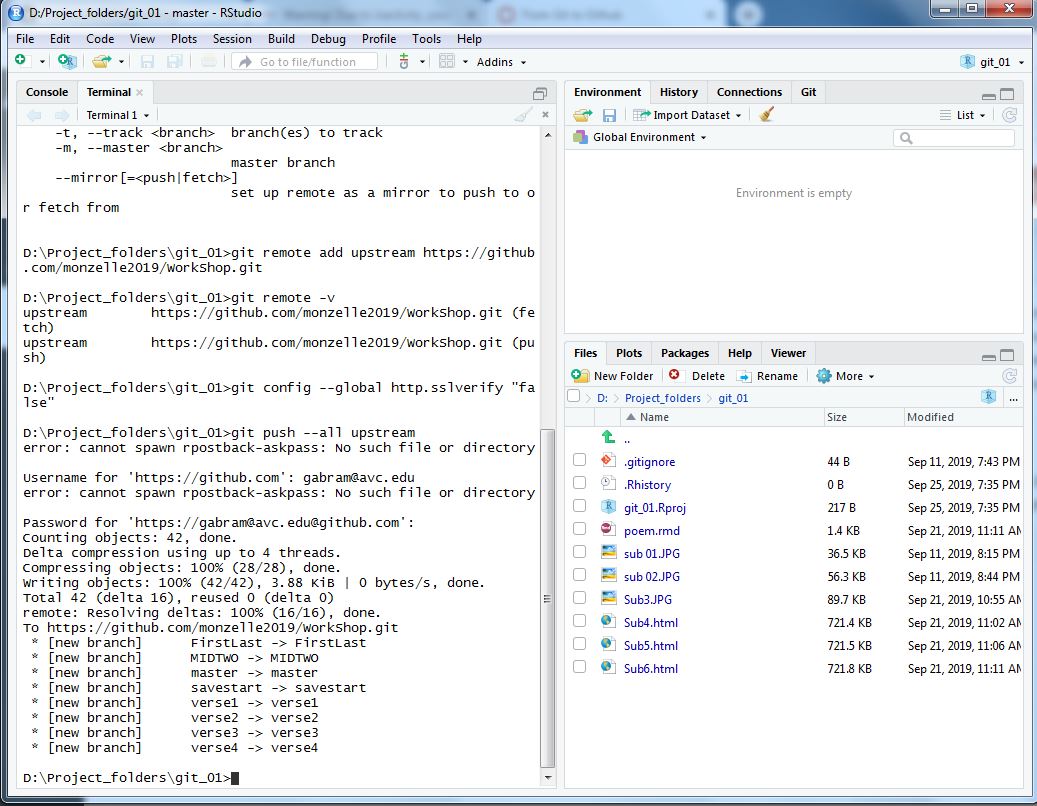 D:/Project_folders/git_01 - master - RStudio
File Edit Code View Plots Session Build Debug Profile Tools Help
Go to file/function Addins git_01
Console Terminal
Terminal 1
-t, --track <branch>  branch(es) to track
-m, --master <branch>
master branch
--mirror[=<push|fetch>]
set up remote as a mirror to push to o
r fetch from
D:\Project_folders\git_01>git remote add upstream https://github
.com/monzelle2019/WorkShop.git
D:\Project_folders\git_01>git remote -v
upstream https://github.com/monzelle2019/WorkShop.git (fe
tch)
upstream https://github.com/monzelle2019/WorkShop.git (pu
sh)
D:\Project_folders\git_01>git config --global http.sslverify "fa
lse"
D:\Project_folders\git_01>git push --all upstream
error: cannot spawn rpostback-askpass: No such file or directory
Username for 'https://github.com': gabram@avc.edu
error: cannot spawn rpostback-askpass: No such file or directory
Password for 'https://gabram@avc.edu@github.com':
Counting objects: 42, done.
Delta compression using up to 4 threads.
Compressing objects: 100% (28/28), done.
Writing objects: 100% (42/42), 3.88 KiB | 0 bytes/s, done.
Total 42 (delta 16), reused 0 (delta 0)
remote: Resolving deltas: 100% (16/16), done.
To https://github.com/monzelle2019/WorkShop.git
* [new branch] FirstLast -> FirstLast
* [new branch] MIDTWO -> MIDTWO
* [new branch] master -> master
* [new branch] savestart -> savestart
* [new branch] verse1 -> verse1
* [new branch] verse2 -> verse2
* [new branch] verse3 -> verse3
* [new branch] verse4 -> verse4
D:\Project_folders\git_01>
Environment History Connections Git
Import Dataset List
Global Environment
Environment is empty
Files Plots Packages Help Viewer
New Folder Delete Rename More
D: Project_folders git_01 ...
Name Size Modified
..
.gitignore 44 B Sep 11, 2019, 7:43 PM
.Rhistory 0 B Sep 25, 2019, 7:35 PM
git_01.Rproj 217 B Sep 25, 2019, 7:35 PM
poem.rmd 1.4 KB Sep 21, 2019, 11:11 AM
sub 01.JPG 36.5 KB Sep 11, 2019, 8:15 PM
sub 02.JPG 56.3 KB Sep 11, 2019, 8:44 PM
Sub3.JPG 89.7 KB Sep 21, 2019, 10:55 AM
Sub4.html 721.4 KB Sep 21, 2019, 11:02 AM
Sub5.html 721.5 KB Sep 21, 2019, 11:06 AM
Sub6.html 721.8 KB Sep 21, 2019, 11:11 AM